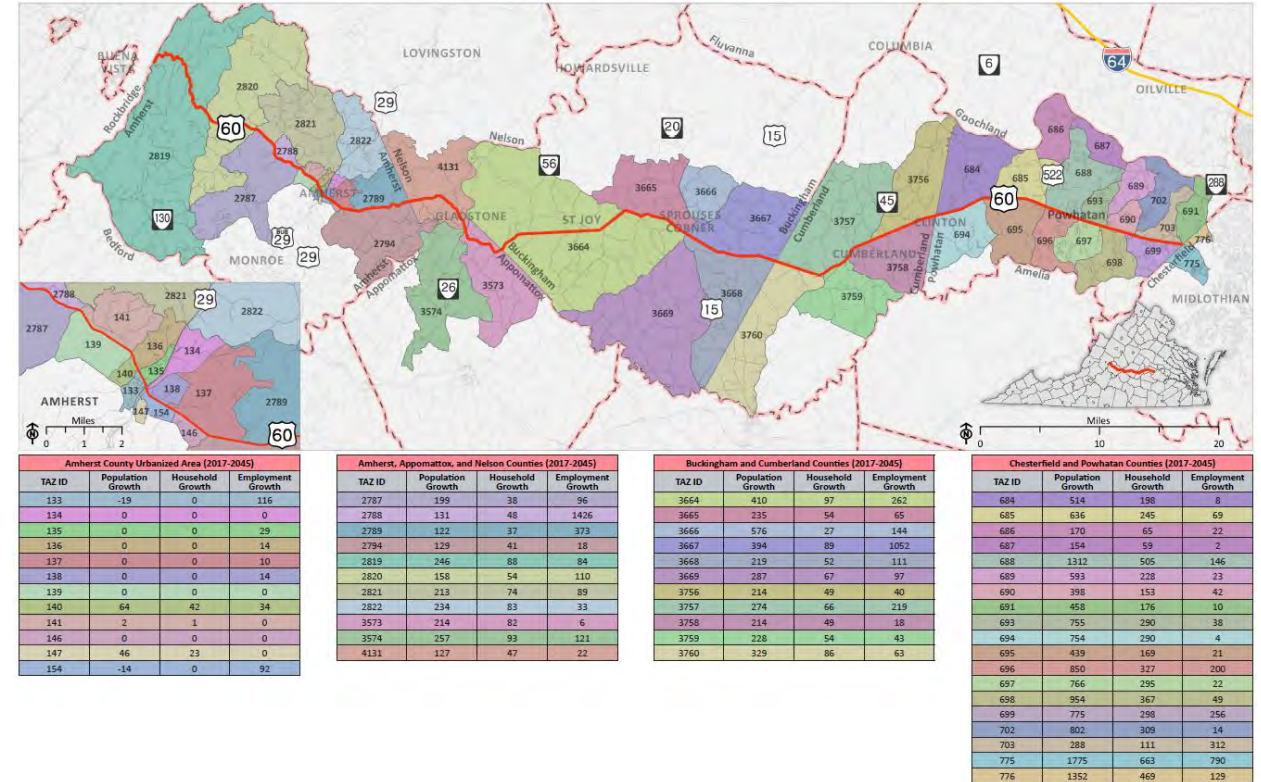 BUENA
VISTA
LOVINGSTON
HOWARDSVILLE
Fluvanna
COLUMBIA
6
64
OILVILLE
Rockbridge
Amherst
2820
60
2821
29
2822
2788
2819
2787
AMHERST
2789
Amherst
Nelson
4131
Nelson
56
20
15
Goochland
686
687
688
522
685
684
3756
45
3757
Buckingham
Cumberland
3667
3666
3665
SPROUSES
CORNER
ST JOY
3664
GLADSTONE
130
Bedford
BUS
29
29
MONROE
2794
Amherst
Appomattox
26
3574
3573
Buckingham
Appomattox
3669
15
3668
3760
3759
CUMBERLAND
3758
Cumberland
Powhatan
CLINTON
694
60
695
696
Powhatan
693
697
690
689
702
703
691
288
776
699
698
775
Chesterfield
Amelia
MIDLOTHIAN
2788
2821
29
2822
2787
141
139
136
134
135
140
133
138
137
2789
147
154
146
AMHERST
Miles
0 1 2
60
Miles
0 10 20
Amherst County Urbanized Area (2017-2045)
TAZ ID Population Growth Household Growth Employment Growth
133 -19 0 116
134 0 0 0
135 0 0 29
136 0 0 14
137 0 0 10
138 0 0 14
139 0 0 0
140 64 42 34
141 2 1 0
146 0 0 0
147 46 23 0
154 -14 0 92
Amherst, Appomattox, and Nelson Counties (2017-2045)
TAZ ID Population Growth Household Growth Employment Growth
2787 199 38 96
2788 131 48 1426
2789 122 37 373
2794 129 41 18
2819 246 88 84
2820 158 54 110
2821 213 74 89
2822 234 83 33
3573 214 82 6
3574 257 93 121
4131 127 47 22
Buckingham and Cumberland Counties (2017-2045)
TAZ ID Population Growth Household Growth Employment Growth
3664 410 97 262
3665 235 54 65
3666 576 27 144
3667 394 89 1052
3668 219 52 111
3669 287 67 97
3756 214 49 40
3757 274 66 219
3758 214 49 18
3759 228 54 43
3760 329 86 63
Chesterfield and Powhatan Counties (2017-2045)
TAZ ID Population Growth Household Growth Employment Growth
684 514 198 8
685 636 245 69
686 170 65 22
687 154 59 2
688 1312 505 146
689 593 228 23
690 398 153 42
691 458 176 10
693 755 290 38
694 754 290 4
695 439 169 21
696 850 327 200
697 766 295 22
698 954 367 49
699 775 298 256
702 802 309 14
703 288 111 312
775 1775 663 790
776 1352 469 129